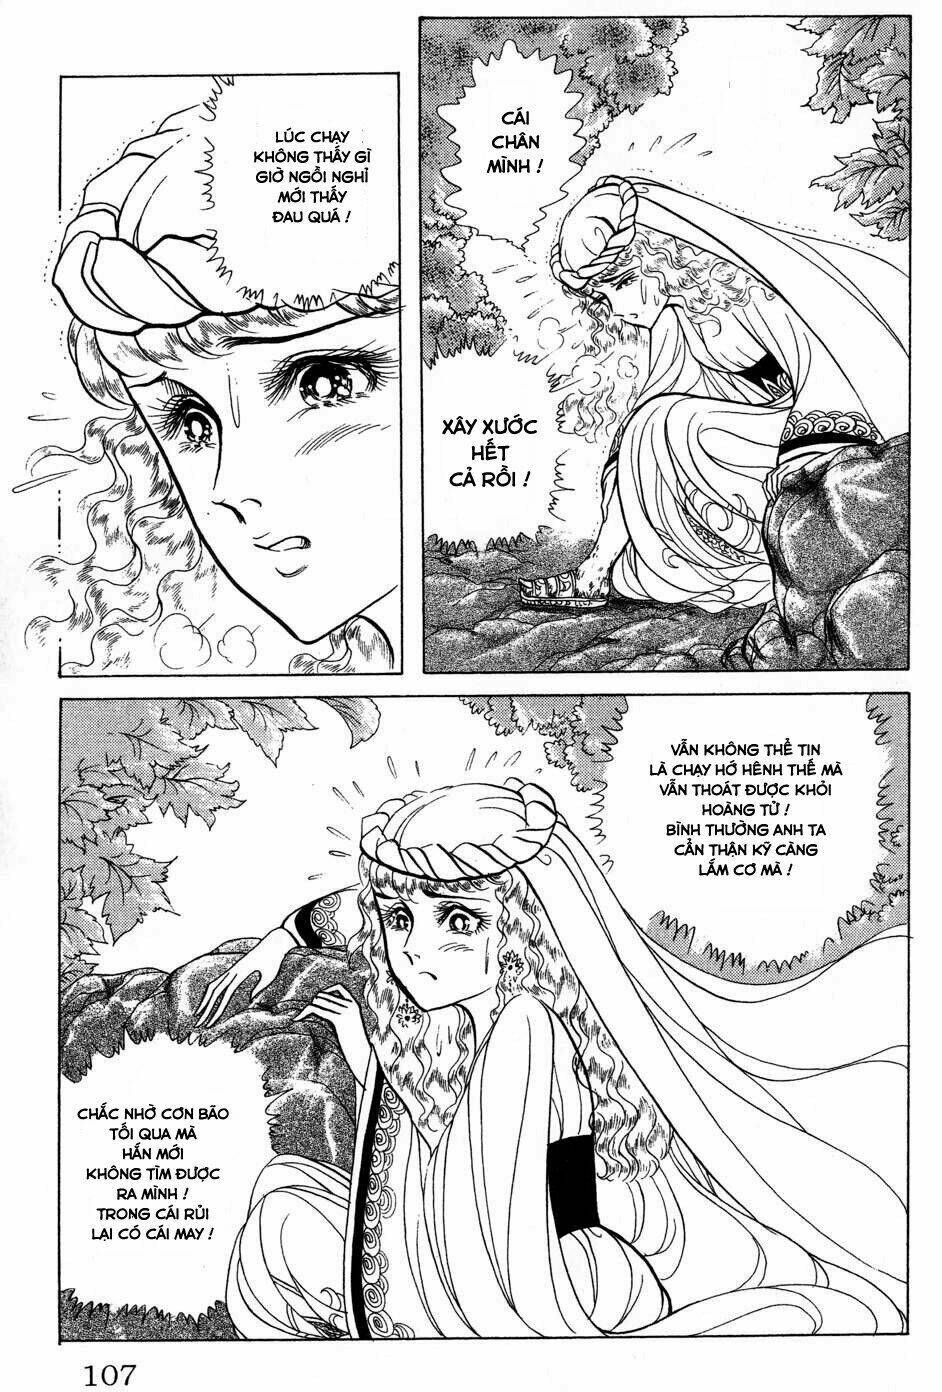 CÁI
CHÂN
MÌNH !
XÂY XƯỚC
HẾT
CẢ RỒI !
LÚC CHẠY
KHÔNG THẤY GÌ
GIỜ NGỒI NGHỈ
MỚI THẤY
ĐAU QUÁ !
VẪN KHÔNG THỂ TIN
LÀ CHẠY HỚ HÊNH THẾ MÀ
VẪN THOÁT ĐƯỢC KHỎI
HOÀNG TỬ !
BÌNH THƯỜNG ANH TA
CẨN THẬN KỸ CÀNG
LẮM CƠ MÀ !
CHẮC NHỜ CƠN BÃO
TỐI QUA MÀ
HẮN MỚI
KHÔNG TÌM ĐƯỢC
RA MÌNH !
TRONG CÁI RỦI
LẠI CÓ CÁI MAY !
107